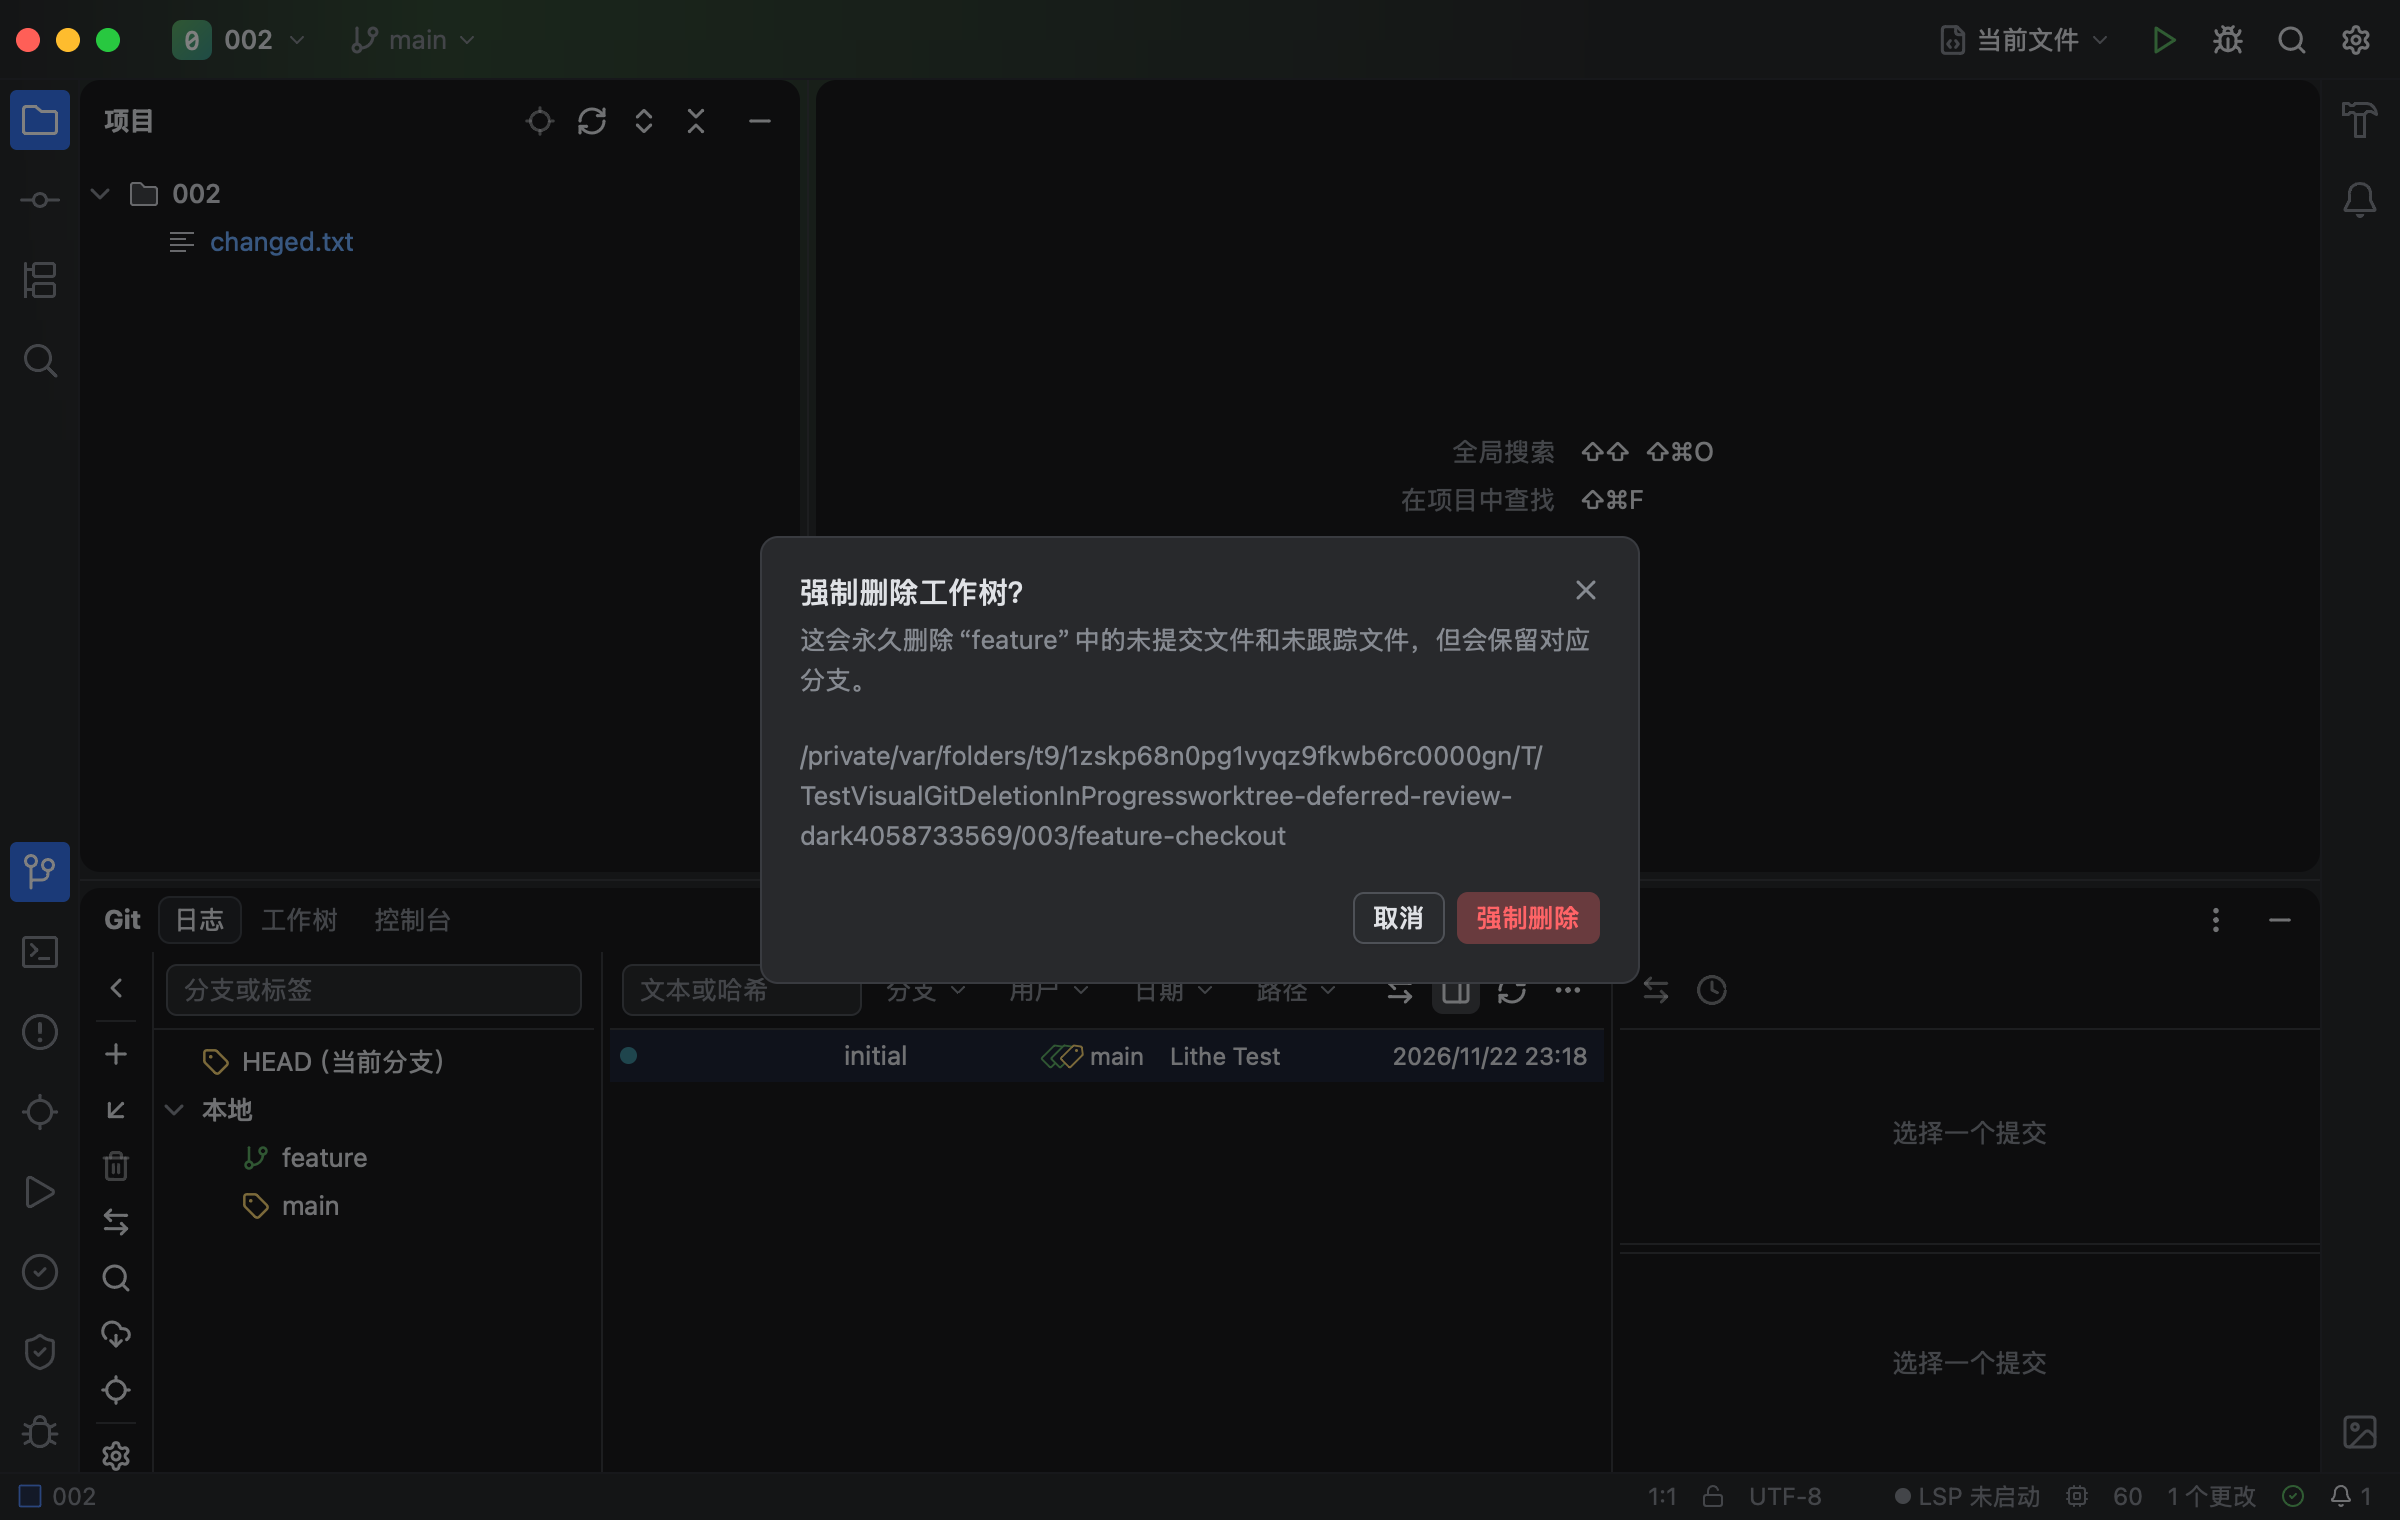 0 002 main 当前文件
项目
002
changed.txt
全局搜索 ⇧⇧ ⇧⌘O
在项目中查找 ⇧⌘F
强制删除工作树?
这会永久删除 “feature” 中的未提交文件和未跟踪文件，但会保留对应
分支。
/private/var/folders/t9/1zskp68n0pg1vyqz9fkwb6rc0000gn/T/
TestVisualGitDeletionInProgressworktree-deferred-review-
dark4058733569/003/feature-checkout
取消 强制删除
Git 日志 工作树 控制台
分支或标签
文本或哈希 分支 用户 日期 路径
HEAD (当前分支)
本地
feature
main
initial main Lithe Test 2026/11/22 23:18
选择一个提交
选择一个提交
002 1:1 UTF-8 LSP 未启动 60 1 个更改 1